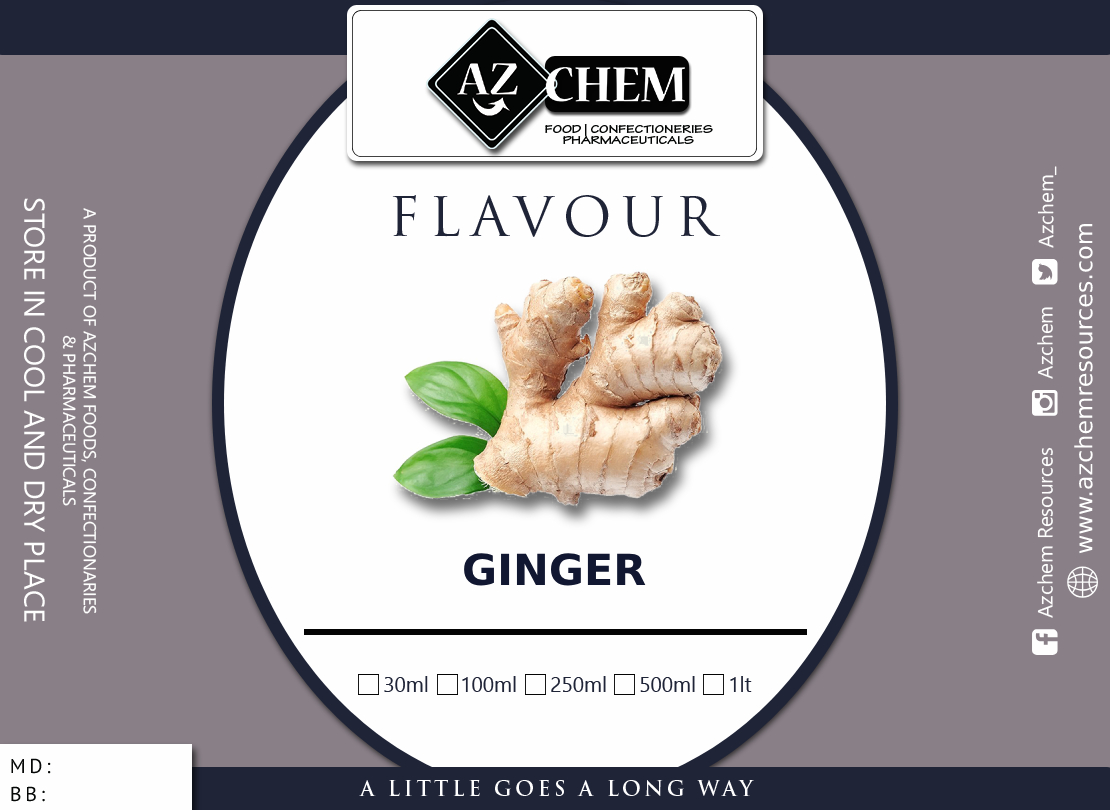 AZ CHEM
FOOD | CONFECTIONERIES
PHARMACEUTICALS
FLAVOUR
GINGER
30ml 100ml 250ml 500ml 1lt
A LITTLE GOES A LONG WAY
MD:
BB:
STORE IN COOL AND DRY PLACE
A PRODUCT OF AZCHEM FOODS, CONFECTIONARIES
& PHARMACEUTICALS
Azchem Resources Azchem Azchem_
www.azchemresources.com